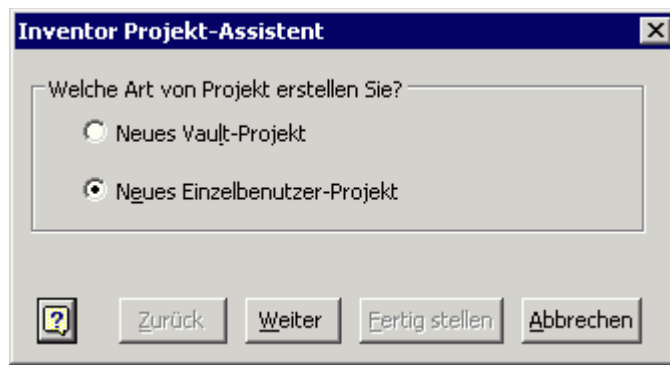 Inventor Projekt-Assistent
Welche Art von Projekt erstellen Sie?
Neues Vault-Projekt
Neues Einzelbenutzer-Projekt
Zurück Weiter Fertig stellen Abbrechen